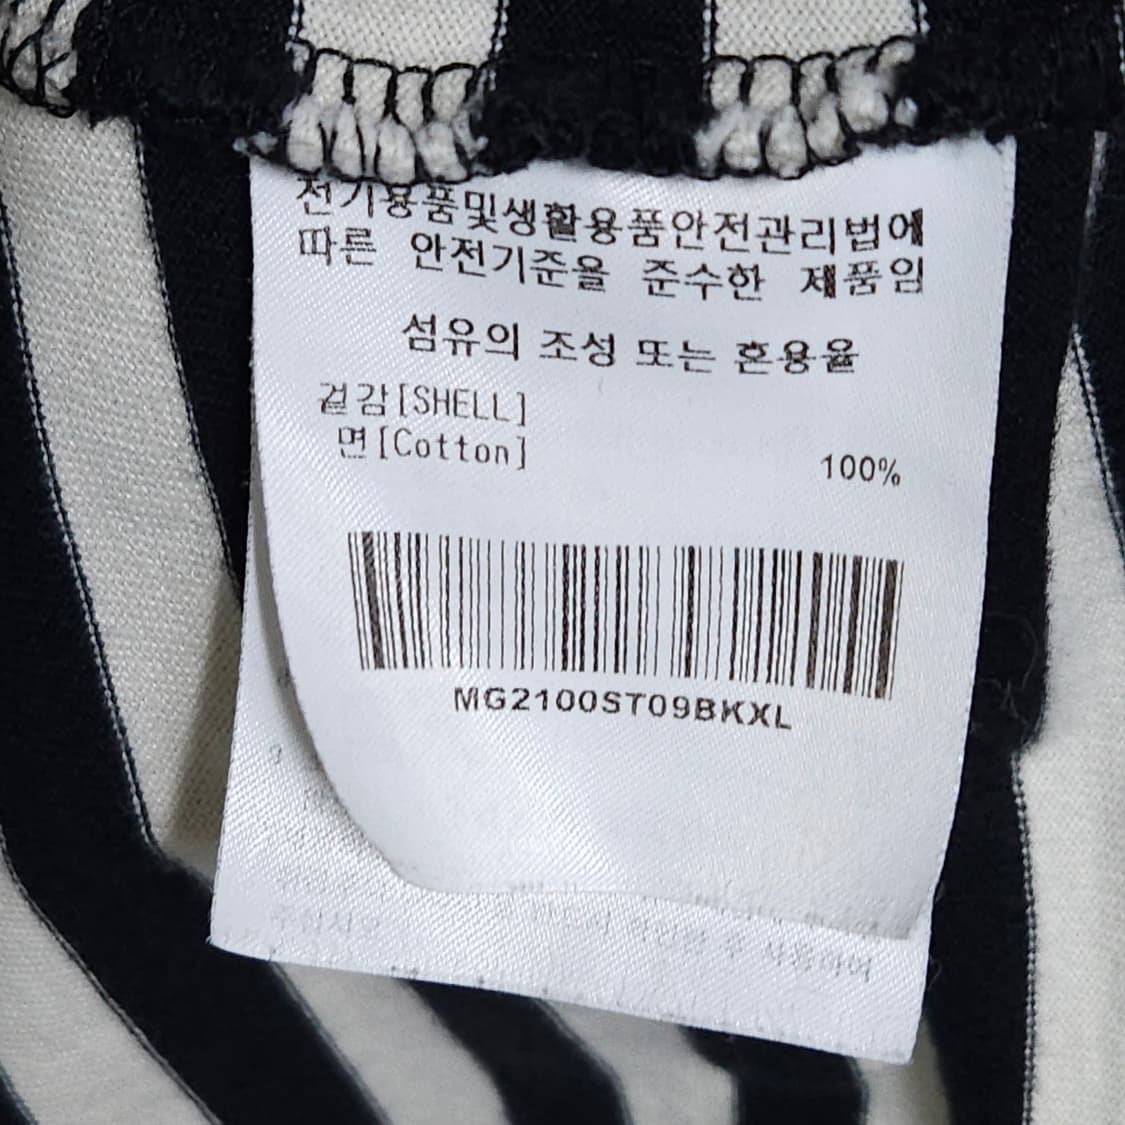 전기용품및생활용품안전관리법에
따른 안전기준을 준수한 제품임
섬유의 조성 또는 혼용율
겉감[SHELL]
면[Cotton] 100%
MG2100ST09BKXL